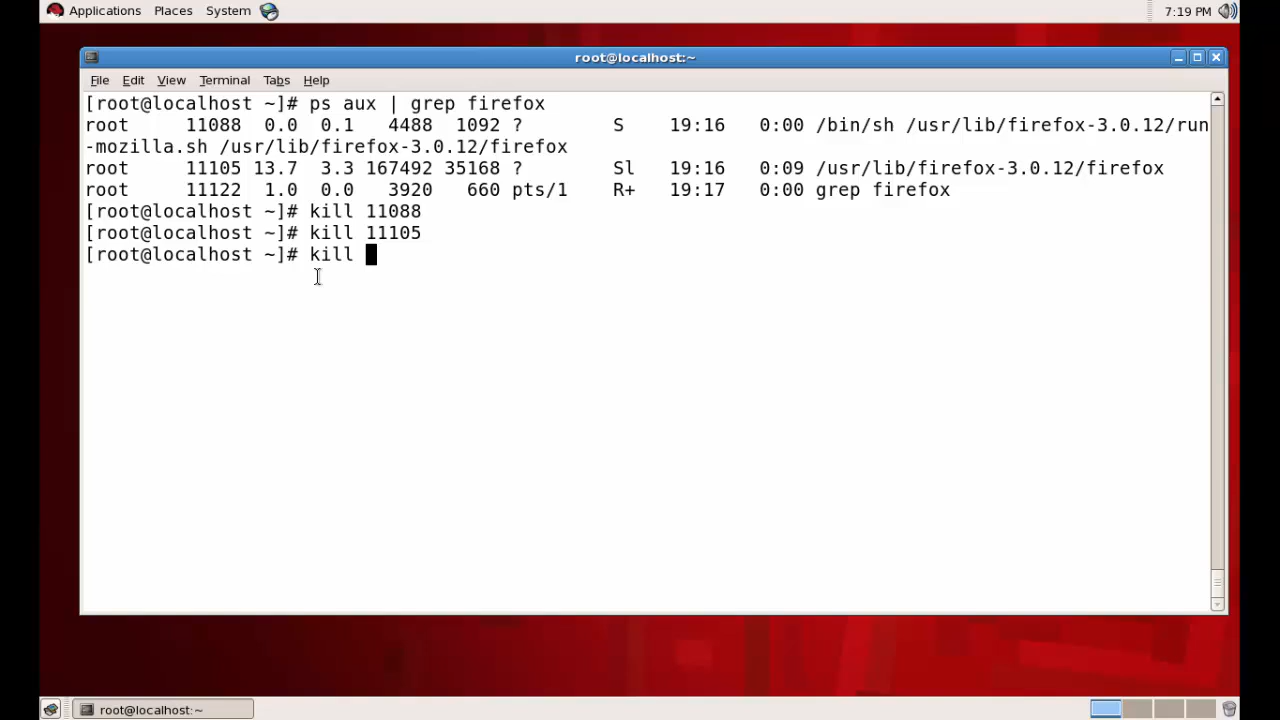 Applications Places System 7:19 PM
root@localhost:~
File Edit View Terminal Tabs Help
[root@localhost ~]# ps aux | grep firefox
root     11088  0.0  0.1   4488  1092 ?        S    19:16   0:00 /bin/sh /usr/lib/firefox-3.0.12/run
-mozilla.sh /usr/lib/firefox-3.0.12/firefox
root     11105 13.7  3.3 167492 35168 ?        Sl   19:16   0:09 /usr/lib/firefox-3.0.12/firefox
root     11122  1.0  0.0   3920   660 pts/1    R+   19:17   0:00 grep firefox
[root@localhost ~]# kill 11088
[root@localhost ~]# kill 11105
[root@localhost ~]# kill
root@localhost:~